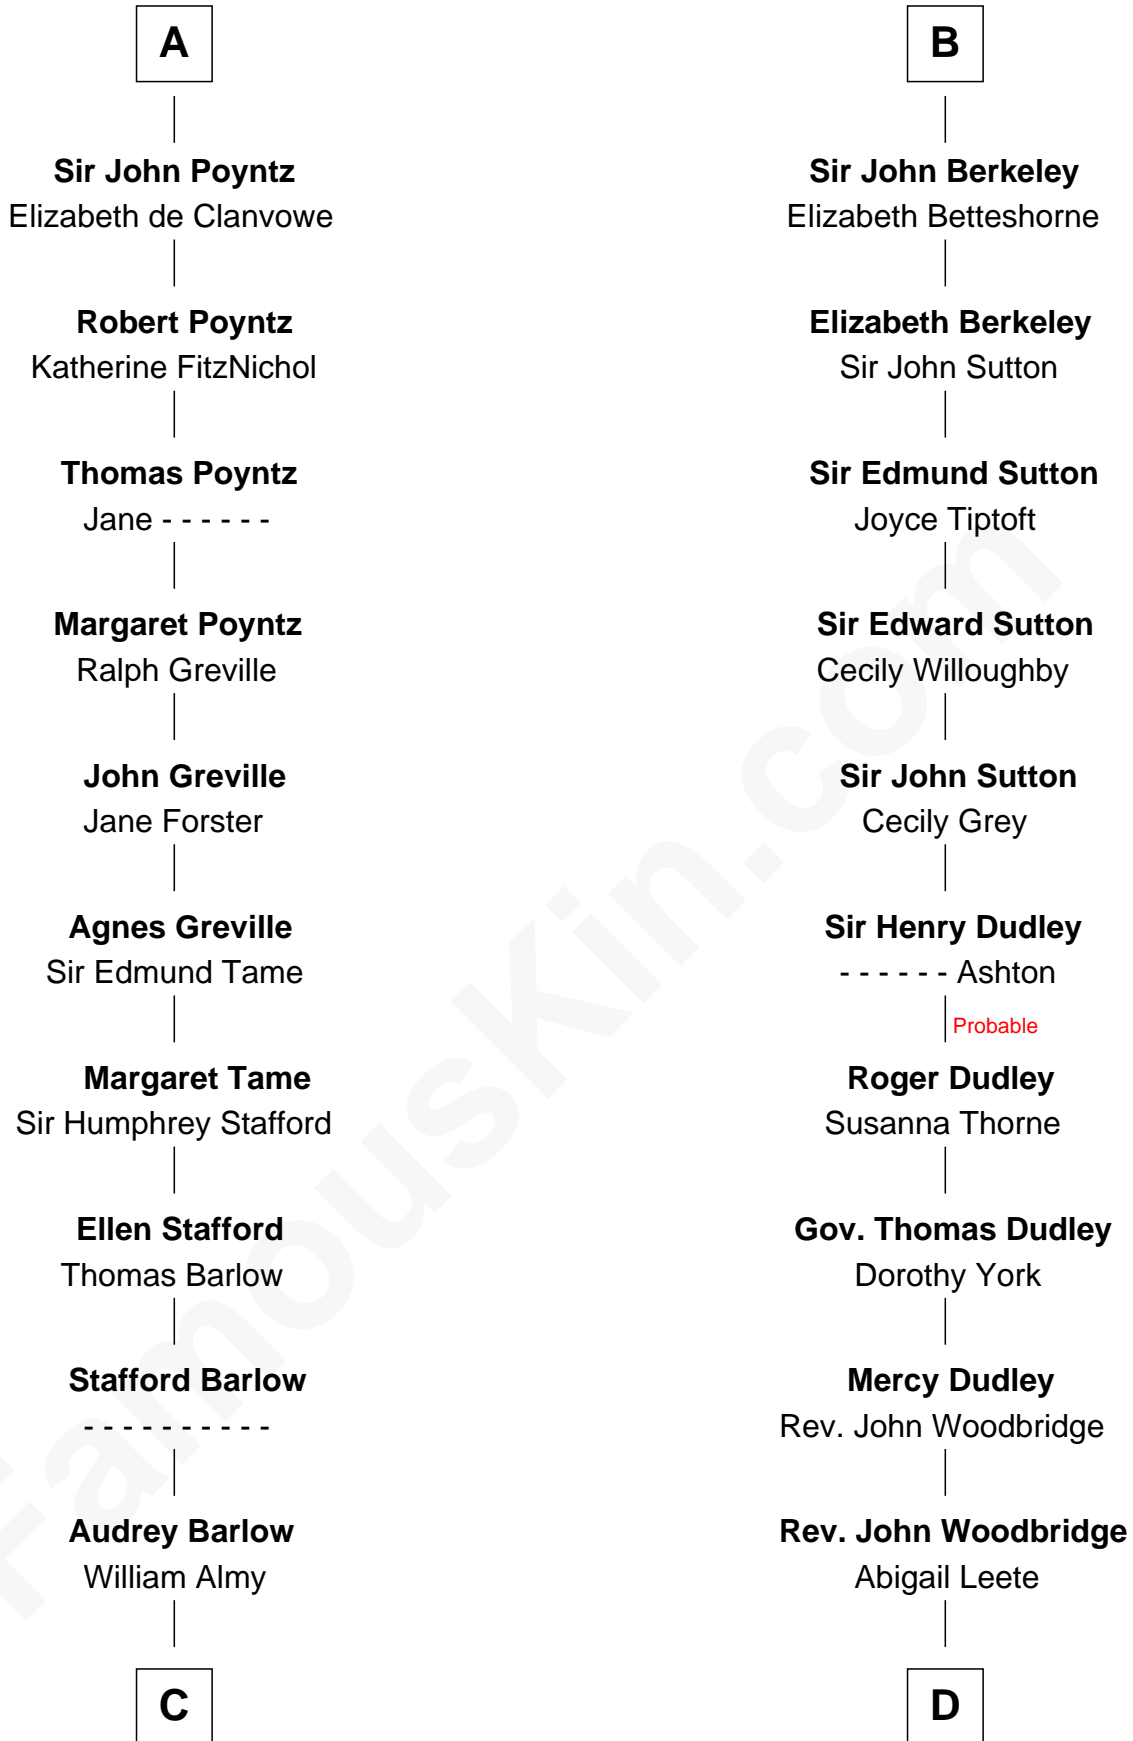 A
Sir John Poyntz
Elizabeth de Clanvowe
Robert Poyntz
Katherine FitzNichol
Thomas Poyntz
Jane - - - - - -
Margaret Poyntz
Ralph Greville
John Greville
Jane Forster
Agnes Greville
Sir Edmund Tame
Margaret Tame
Sir Humphrey Stafford
Ellen Stafford
Thomas Barlow
Stafford Barlow
- - - - - - - - - -
Audrey Barlow
William Almy
C
B
Sir John Berkeley
Elizabeth Betteshorne
Elizabeth Berkeley
Sir John Sutton
Sir Edmund Sutton
Joyce Tiptoft
Sir Edward Sutton
Cecily Willoughby
Sir John Sutton
Cecily Grey
Sir Henry Dudley
- - - - - - Ashton
Probable
Roger Dudley
Susanna Thorne
Gov. Thomas Dudley
Dorothy York
Mercy Dudley
Rev. John Woodbridge
Rev. John Woodbridge
Abigail Leete
D
FamousKin.com